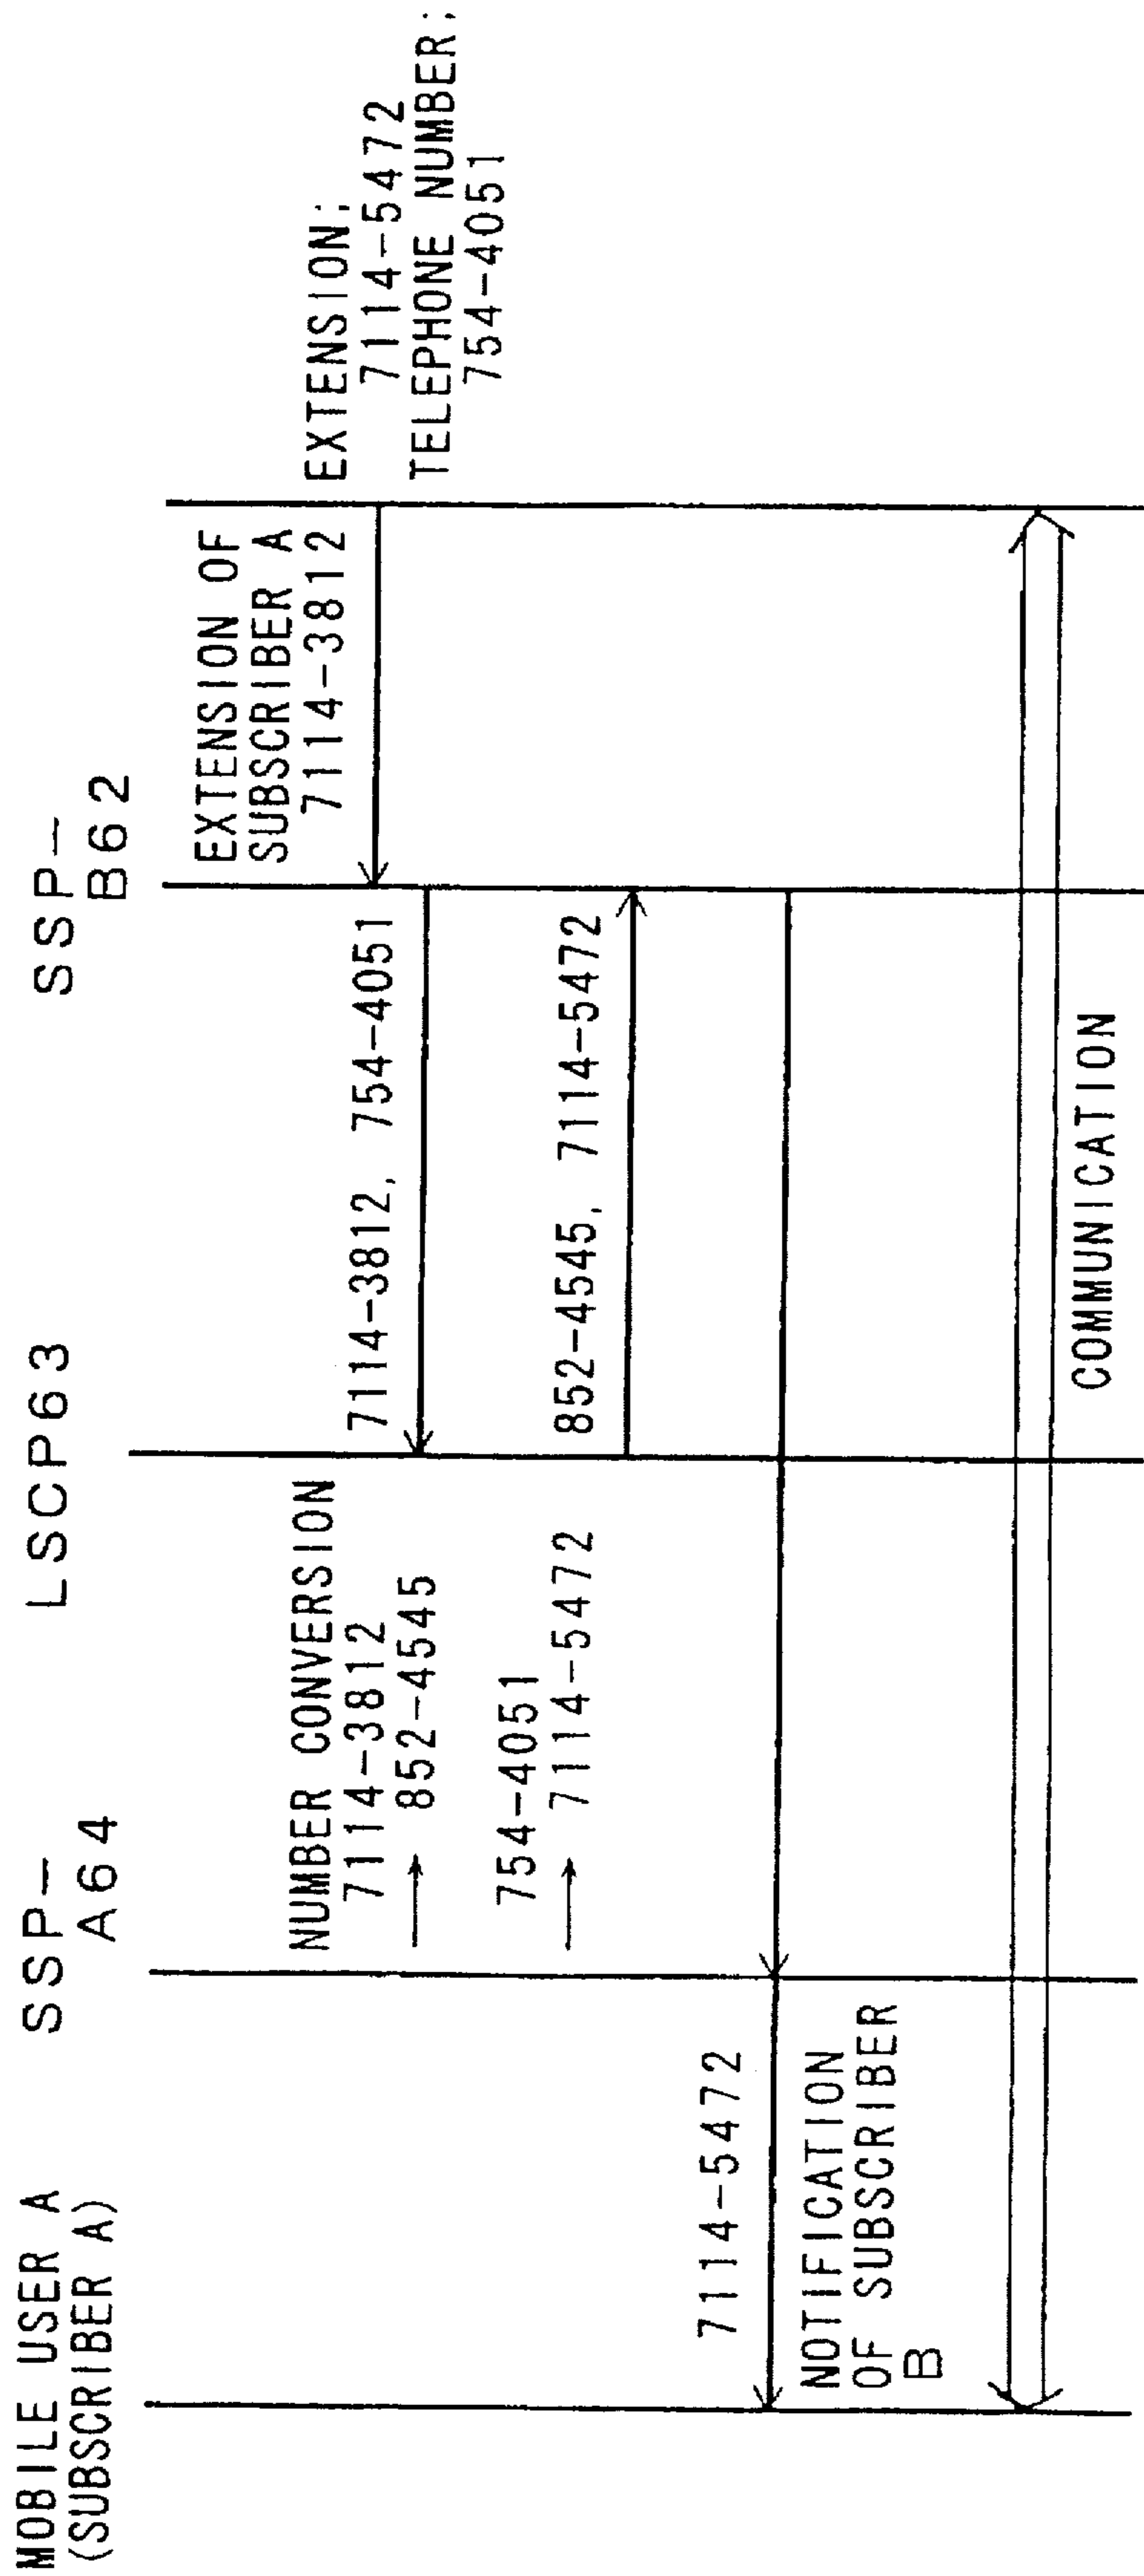 MOBILE USER A
(SUBSCRIBER A)
SSP-
A64
LSCP63
SSP-
B62
EXTENSION;
7114-5472
TELEPHONE NUMBER;
754-4051
EXTENSION OF
SUBSCRIBER A
7114-3812
7114-3812, 754-4051
NUMBER CONVERSION
7114-3812
→ 852-4545
754-4051
→ 7114-5472
852-4545, 7114-5472
7114-5472
NOTIFICATION
OF SUBSCRIBER
B
COMMUNICATION